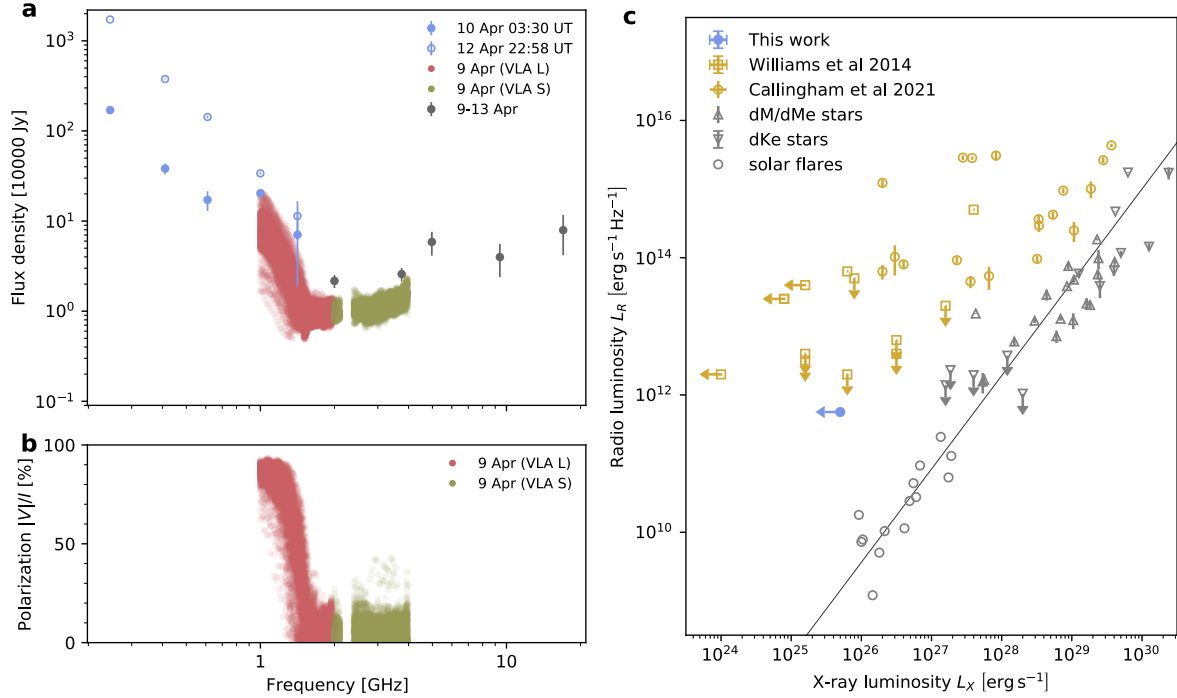 a
10³
10²
10¹
10⁰
10⁻¹
Flux density [10000 Jy]
10 Apr 03:30 UT
12 Apr 22:58 UT
9 Apr (VLA L)
9 Apr (VLA S)
9-13 Apr
b
100
50
0
Polarization |V|/I [%]
9 Apr (VLA L)
9 Apr (VLA S)
1
10
Frequency [GHz]
c
This work
Williams et al 2014
Callingham et al 2021
dM/dMe stars
dKe stars
solar flares
10¹⁶
10¹⁴
10¹²
10¹⁰
Radio luminosity L_R [erg s⁻¹ Hz⁻¹]
10²⁴
10²⁵
10²⁶
10²⁷
10²⁸
10²⁹
10³⁰
X-ray luminosity L_X [erg s⁻¹]